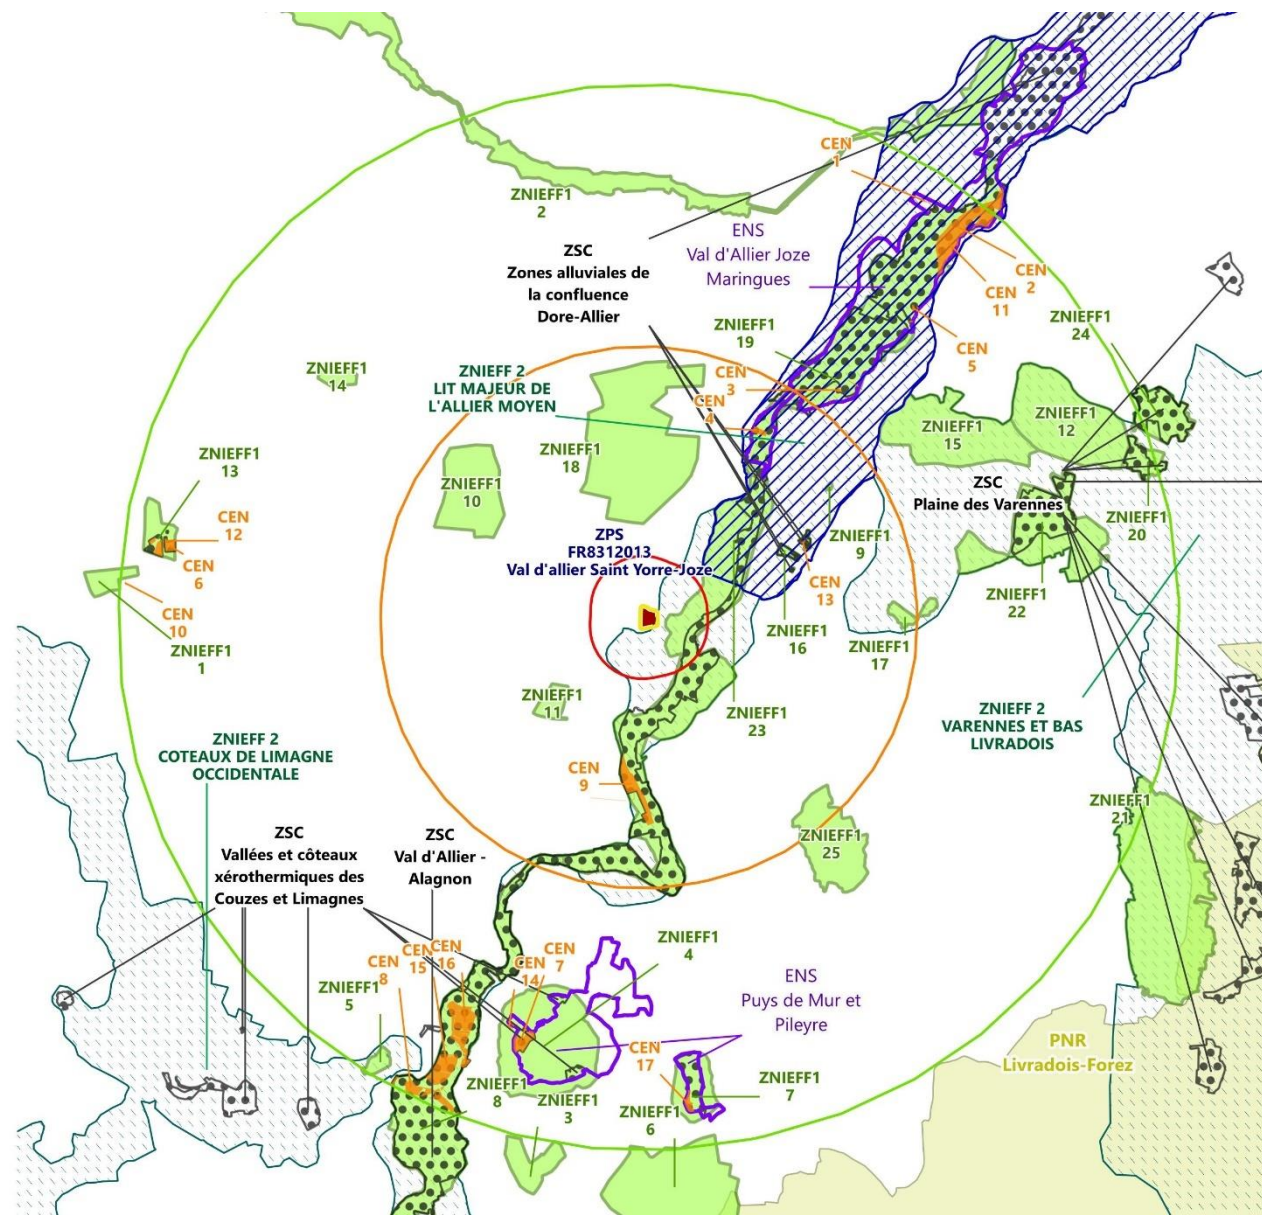 CEN
1
ZNIEFF1
2
ENS
Val d'Allier Joze
Maringues
ZSC
Zones alluviales de
la confluence
Dore-Allier
CEN
2
CEN
11
ZNIEFF1
24
ZNIEFF1
19
CEN
5
ZNIEFF1
14
ZNIEFF 2
LIT MAJEUR DE
L'ALLIER MOYEN
CEN
3
CEN
4
ZNIEFF1
15
ZNIEFF1
12
ZNIEFF1
13
ZNIEFF1
18
ZNIEFF1
10
ZSC
Plaine des Varennes
CEN
12
CEN
6
ZPS
FR8312013
Val d'allier Saint Yorre-Joze
ZNIEFF1
9
ZNIEFF1
20
CEN
13
CEN
10
ZNIEFF1
1
ZNIEFF1
16
ZNIEFF1
17
ZNIEFF1
22
ZNIEFF1
11
ZNIEFF1
23
ZNIEFF 2
VARENNES ET BAS
LIVRADOIS
ZNIEFF 2
COTEAUX DE LIMAGNE
OCCIDENTALE
CEN
9
ZNIEFF1
21
ZNIEFF1
25
ZSC
Vallées et côteaux
xérothermiques des
Couzes et Limagnes
ZSC
Val d'Allier -
Alagnon
CEN
8
CEN
15
CEN
16
CEN
14
CEN
7
ZNIEFF1
4
ZNIEFF1
5
ENS
Puys de Mur et
Pileyre
CEN
17
PNR
Livradois-Forez
ZNIEFF1
8
ZNIEFF1
3
ZNIEFF1
6
ZNIEFF1
7